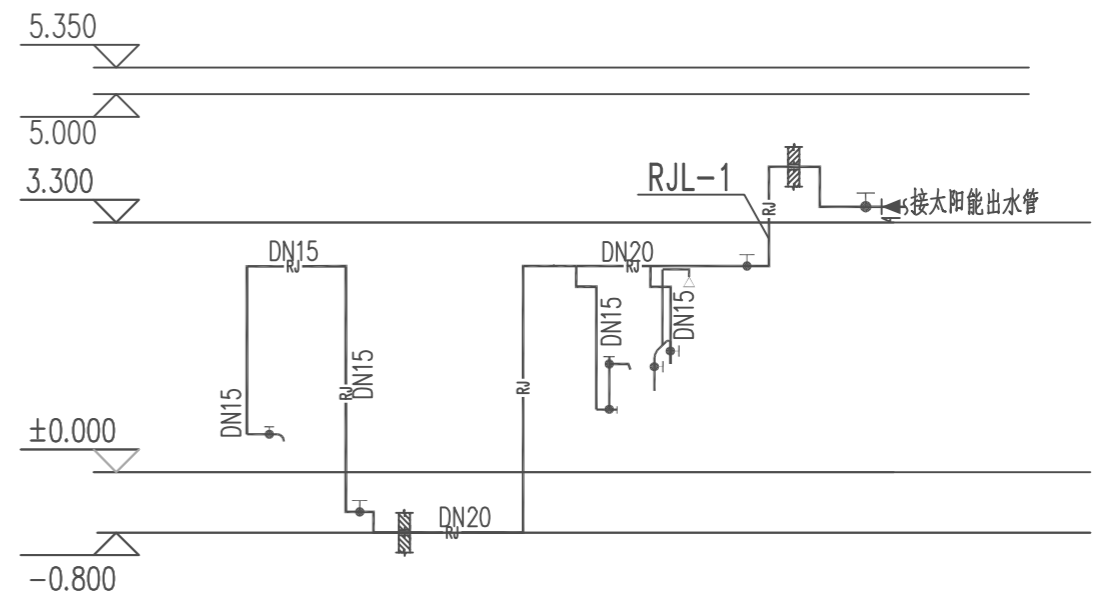 5.350
5.000
3.300
RJL-1
RJ
接太阳能出水管
DN15
RJ
DN20
RJ
DN15
DN15
DN15
RJ
DN15
RJ
±0.000
DN20
RJ
-0.800